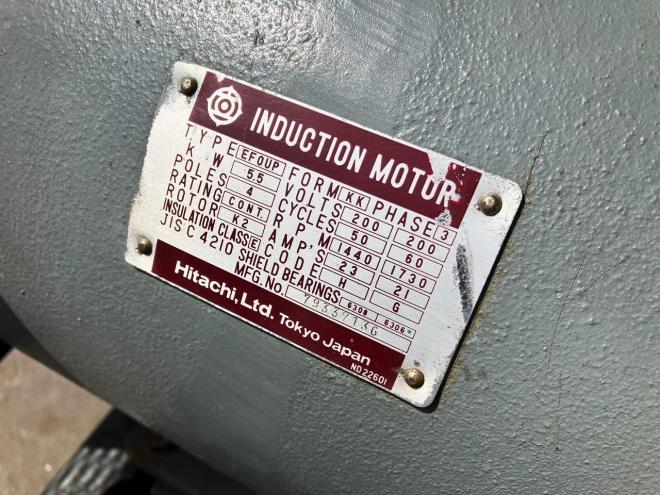 INDUCTION MOTOR
TYPE EFOUP FORM KK PHASE 3
K W 5.5 VOLTS 200 200
POLES 4 CYCLES 50 60
RATING CONT. R P M 1440 1730
ROTOR K2 AMP'S 23 21
INSULATION CLASS E CODE H G
JIS C 4210 SHIELD BEARINGS 6308 6306
MFG.NO.
Hitachi, Ltd. Tokyo Japan
ND22601